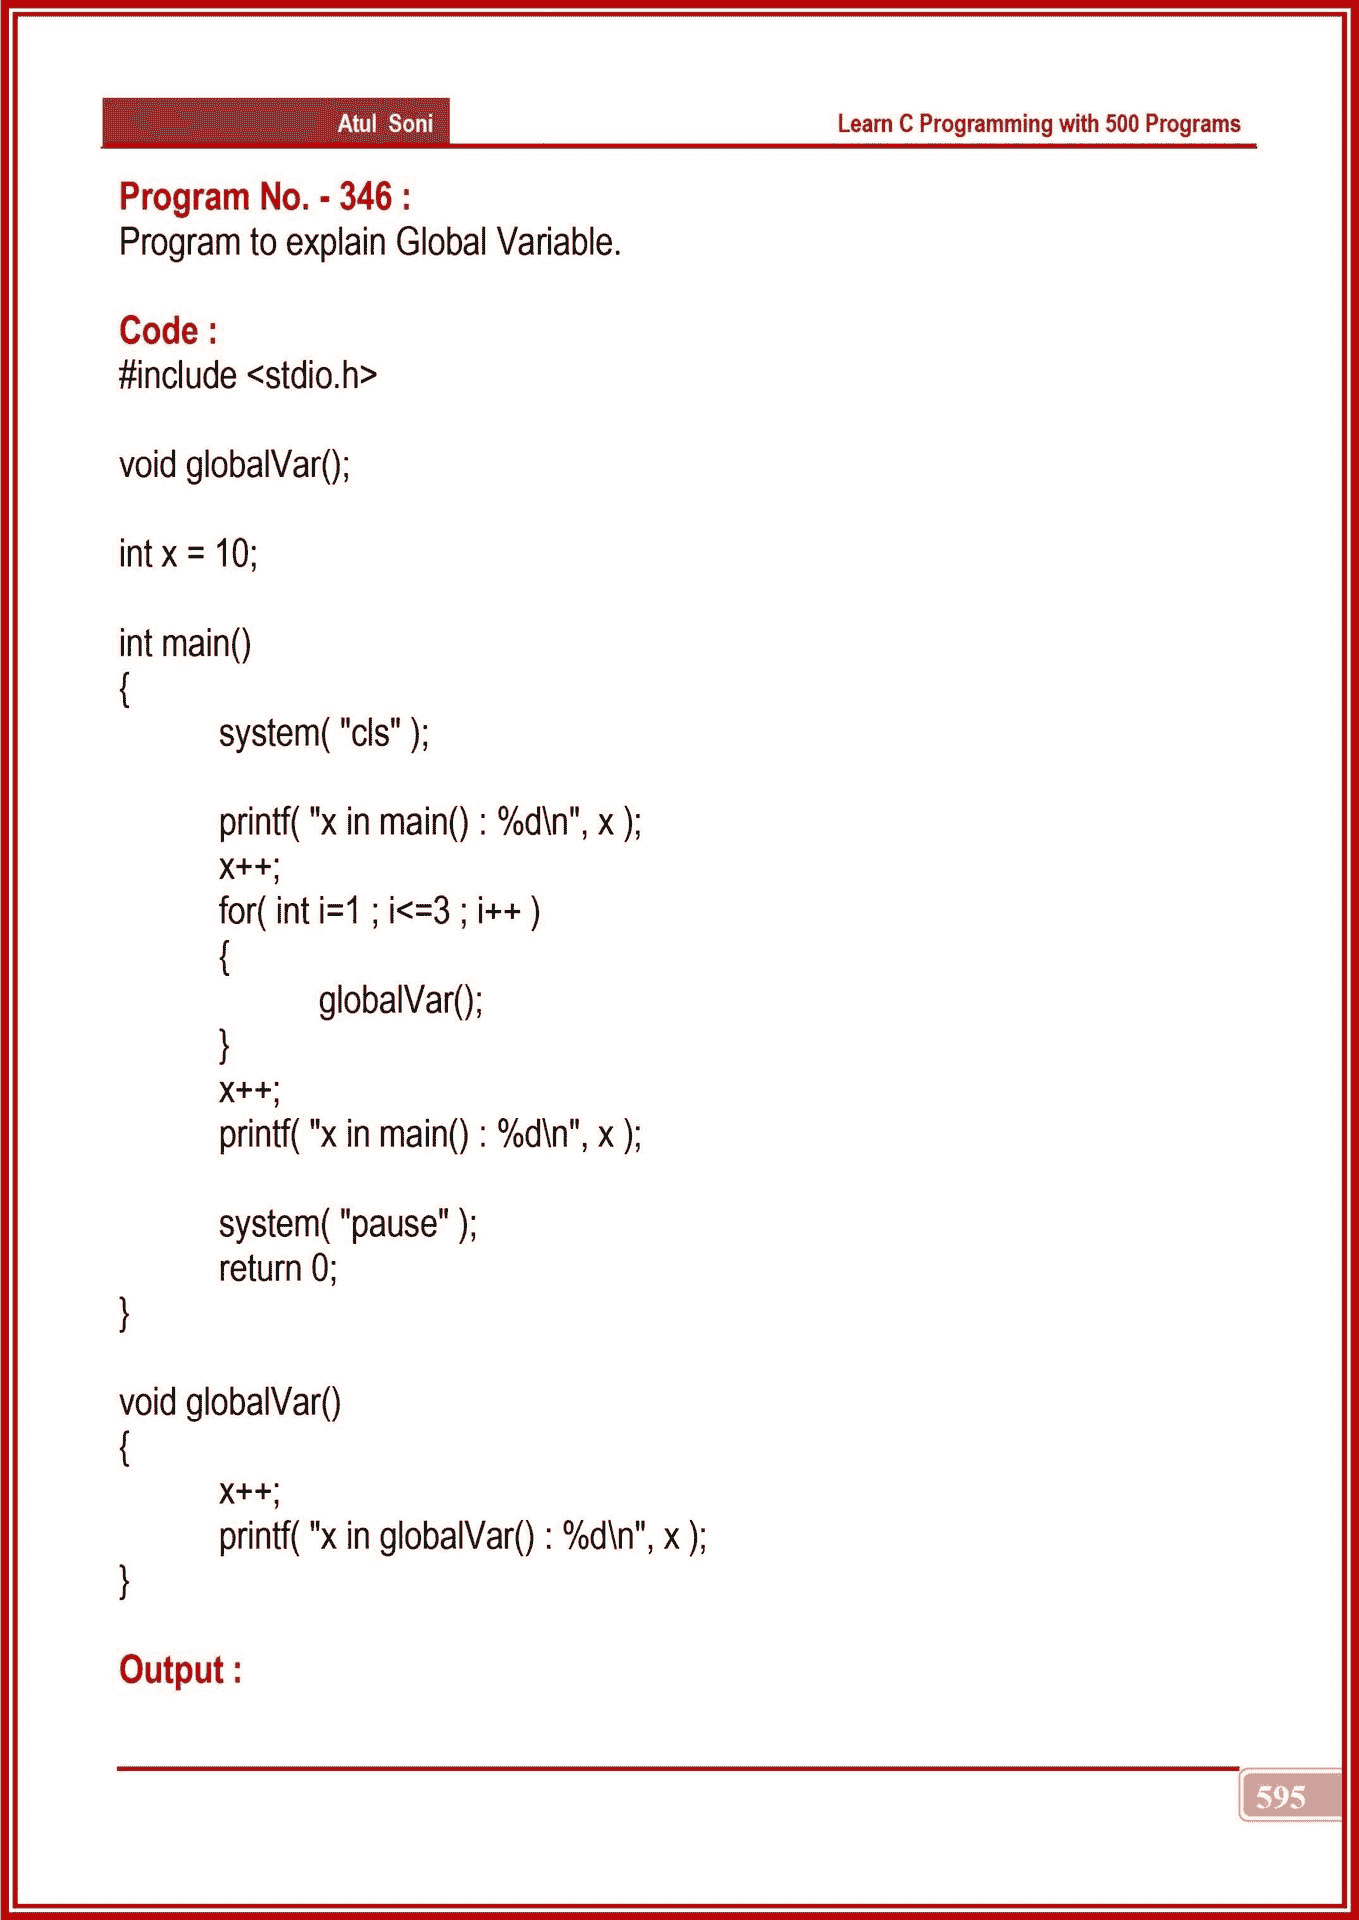 Atul Soni
Learn C Programming with 500 Programs
Program No. - 346 :
Program to explain Global Variable.
Code :
#include <stdio.h>
void globalVar();
int x = 10;
int main()
{
system( "cls" );
printf( "x in main() : %d\n", x );
x++;
for( int i=1 ; i<=3 ; i++ )
{
globalVar();
}
x++;
printf( "x in main() : %d\n", x );
system( "pause" );
return 0;
}
void globalVar()
{
x++;
printf( "x in globalVar() : %d\n", x );
}
Output :
595